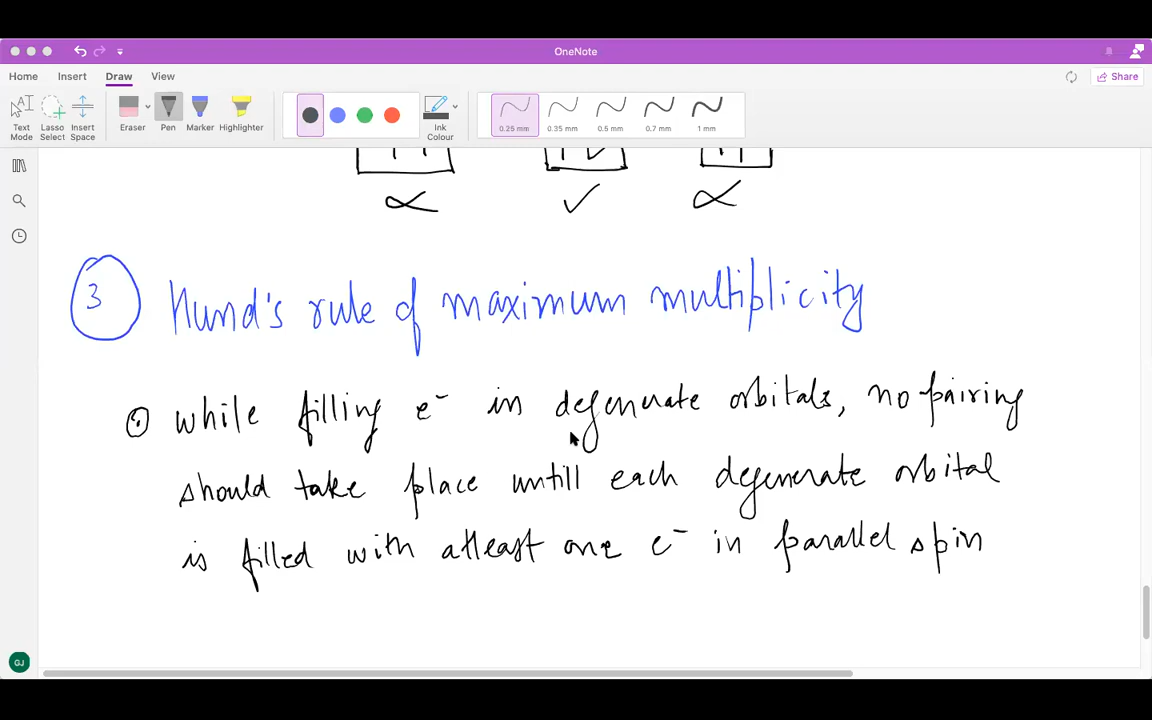 OneNote
Home Insert Draw View
Share
Text Mode
Lasso Select
Insert Space
Eraser
Pen
Marker
Highlighter
Ink Colour
0.25 mm
0.35 mm
0.5 mm
0.7 mm
1 mm
3 Hund's rule of maximum multiplicity
while filling e⁻ in degenerate orbitals, no pairing
should take place untill each degenerate orbital
is filled with atleast one e⁻ in parallel spin
GJ